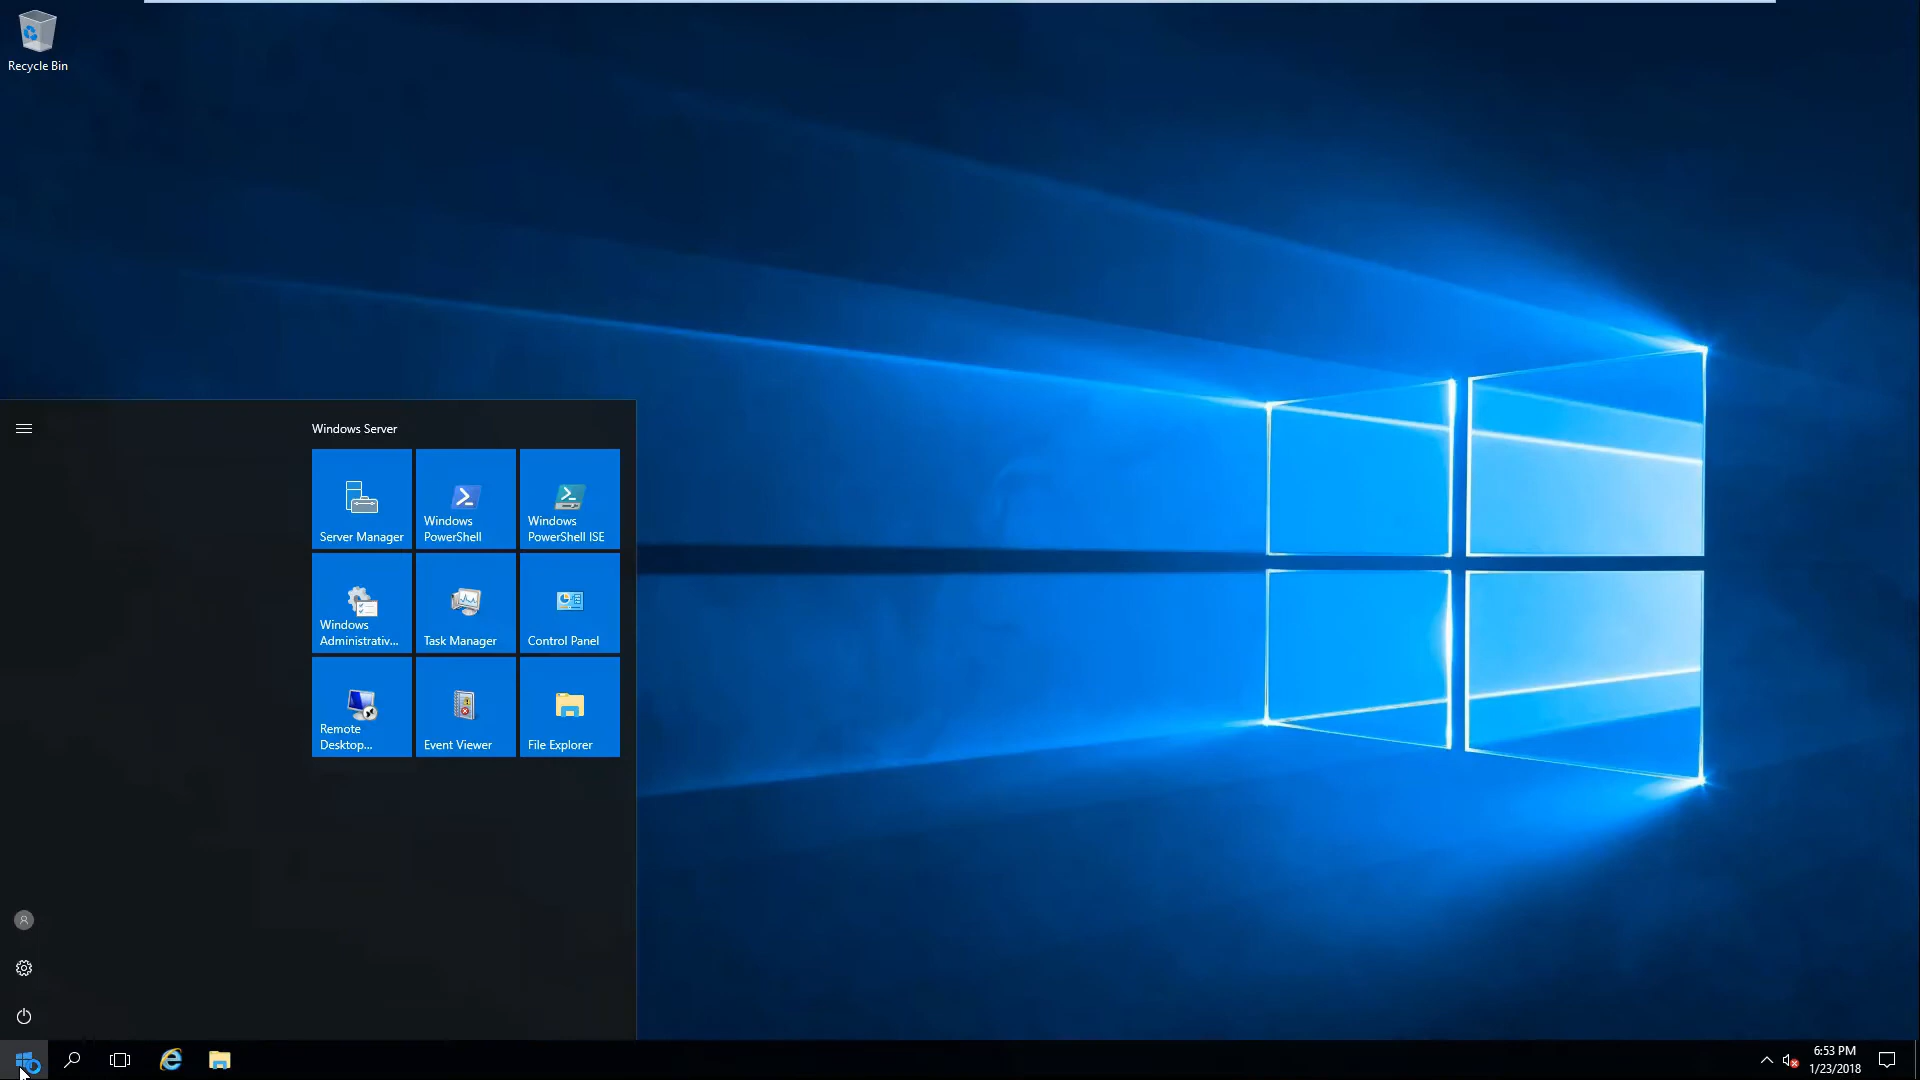 Recycle Bin
Windows Server
Server Manager
Windows
PowerShell
Windows
PowerShell ISE
Windows
Administrativ...
Task Manager
Control Panel
Remote
Desktop...
Event Viewer
File Explorer
6:53 PM
1/23/2018